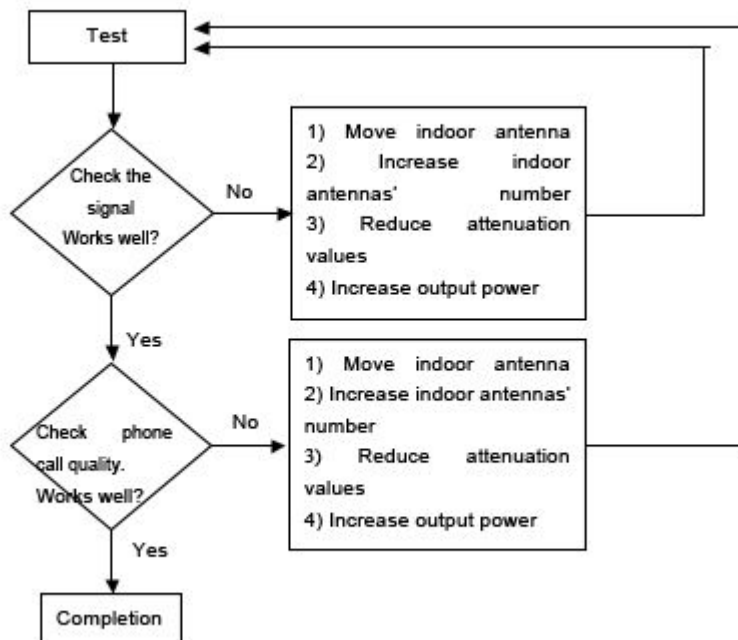 Test
Check the
signal
Works well?
No
1) Move indoor antenna
2) Increase indoor
antennas' number
3) Reduce attenuation
values
4) Increase output power
Yes
Check phone
call quality.
Works well?
No
1) Move indoor antenna
2) Increase indoor antennas'
number
3) Reduce attenuation
values
4) Increase output power
Yes
Completion